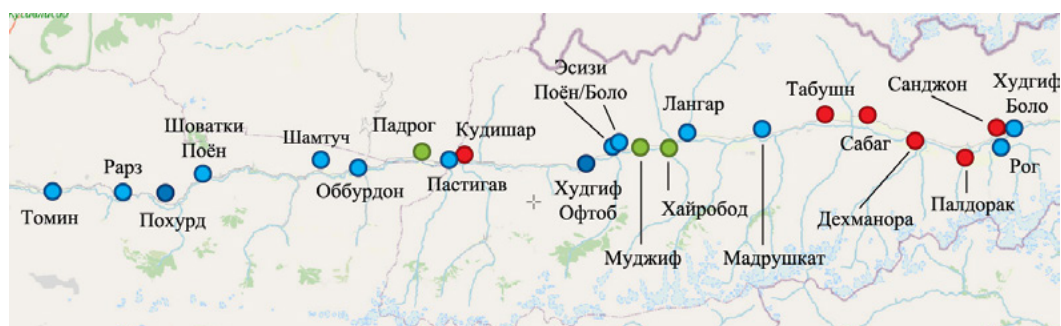 Томин
Рарз
Похурд
Шоватки
Поён
Шамтуч
Оббурдон
Падрог
Пастигав
Кудишар
Худгиф
Офтоб
Эсизи
Поён/Боло
Муджиф
Хайробод
Лангар
Мадрушкат
Табушн
Сабаг
Дехманора
Палдорак
Санджон
Худгиф
Боло
Рог